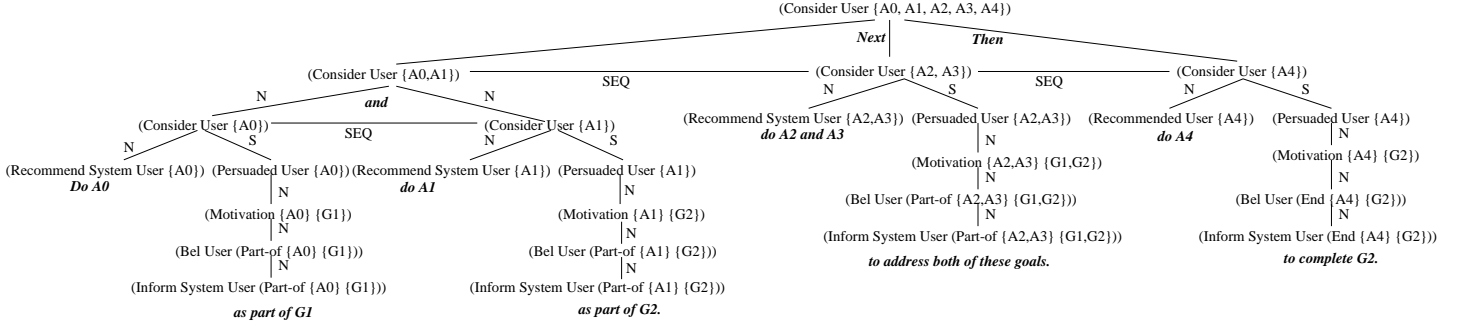 (Consider User {A0, A1, A2, A3, A4})
Next Then
(Consider User {A0,A1}) SEQ (Consider User {A2, A3}) SEQ (Consider User {A4})
N and N N S N S
(Consider User {A0}) SEQ (Consider User {A1}) (Recommend System User {A2,A3}) (Persuaded User {A2,A3}) (Recommended User {A4}) (Persuaded User {A4})
do A2 and A3 do A4
N S N S N N
(Recommend System User {A0}) (Persuaded User {A0}) (Recommend System User {A1}) (Persuaded User {A1}) (Motivation {A2,A3} {G1,G2}) (Motivation {A4} {G2})
Do A0 do A1
N N N N
(Motivation {A0} {G1}) (Motivation {A1} {G2}) (Bel User (Part-of {A2,A3} {G1,G2})) (Bel User (End {A4} {G2}))
N N N N
(Bel User (Part-of {A0} {G1})) (Bel User (Part-of {A1} {G2})) (Inform System User (Part-of {A2,A3} {G1,G2})) (Inform System User (End {A4} {G2}))
N N to address both of these goals. to complete G2.
(Inform System User (Part-of {A0} {G1})) (Inform System User (Part-of {A1} {G2}))
as part of G1 as part of G2.